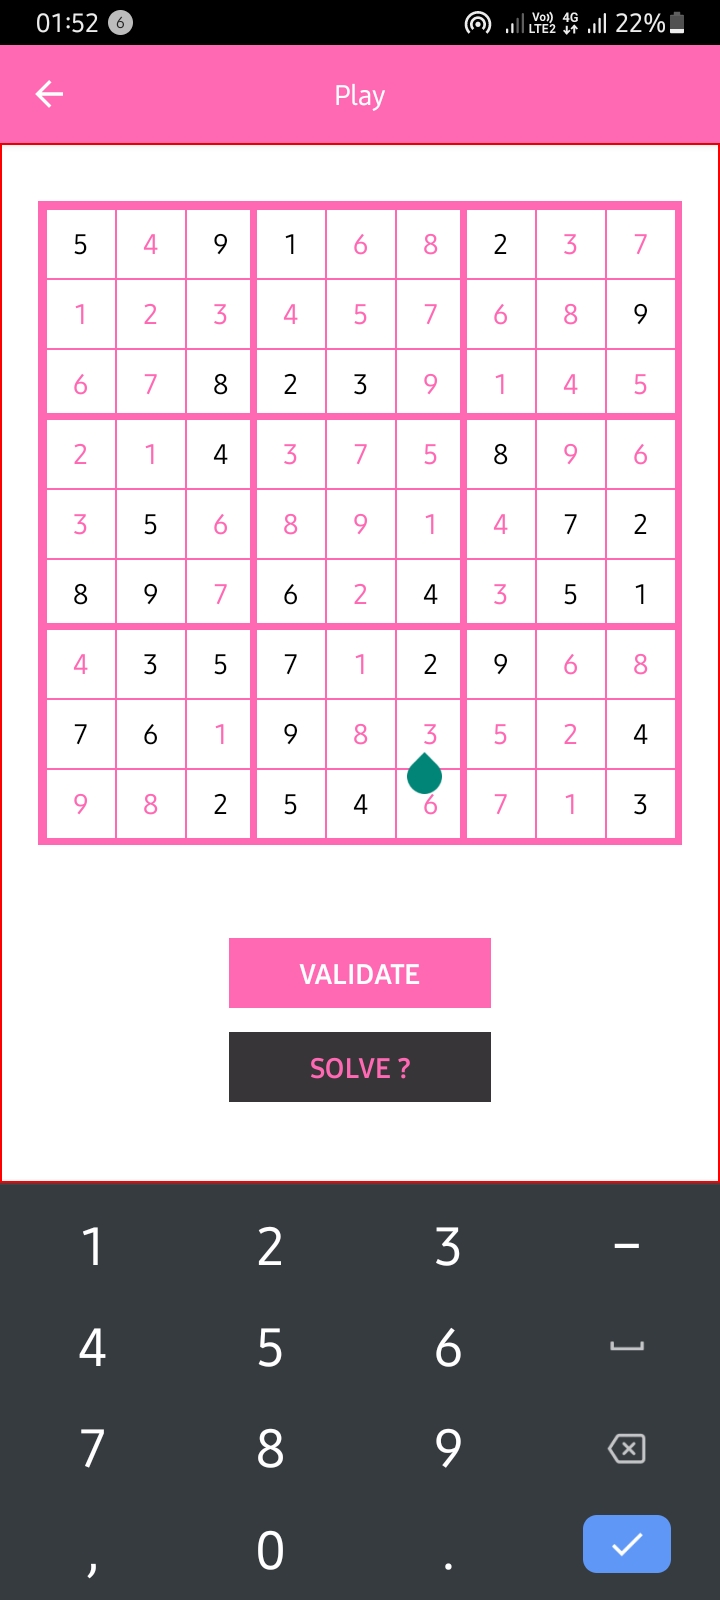 01:52 6 Vo)) LTE2 4G 22%
Play
5 4 9 1 6 8 2 3 7
1 2 3 4 5 7 6 8 9
6 7 8 2 3 9 1 4 5
2 1 4 3 7 5 8 9 6
3 5 6 8 9 1 4 7 2
8 9 7 6 2 4 3 5 1
4 3 5 7 1 2 9 6 8
7 6 1 9 8 3 5 2 4
9 8 2 5 4 6 7 1 3
VALIDATE
SOLVE ?
1 2 3 −
4 5 6
7 8 9
, 0 .